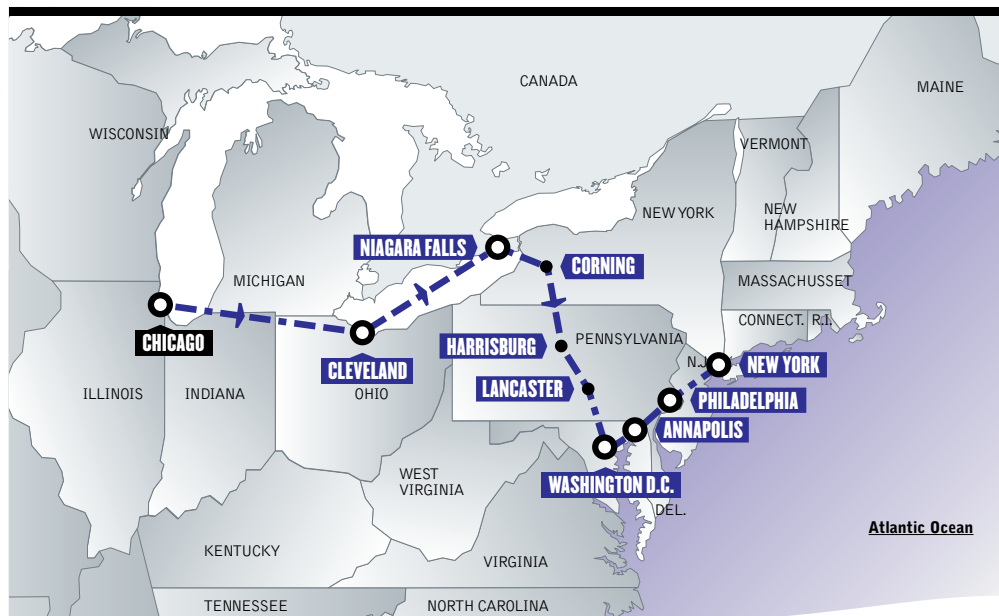 CANADA
MAINE
WISCONSIN
VERMONT
NEW YORK
NEW
HAMPSHIRE
NIAGARA FALLS
CORNING
MICHIGAN
MASSACHUSSET
CONNECT. R.I.
CHICAGO
HARRISBURG
PENNSYLVANIA
N.J.
NEW YORK
CLEVELAND
LANCASTER
ILLINOIS
INDIANA
OHIO
PHILADELPHIA
ANNAPOLIS
WEST
VIRGINIA
WASHINGTON D.C.
DEL.
Atlantic Ocean
KENTUCKY
VIRGINIA
TENNESSEE
NORTH CAROLINA